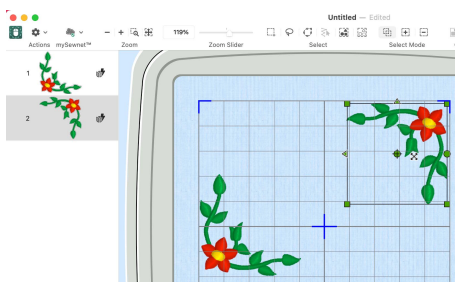 Untitled — Edited
119%
Actions mySewnet™ Zoom Zoom Slider Select Select Mode
1
2